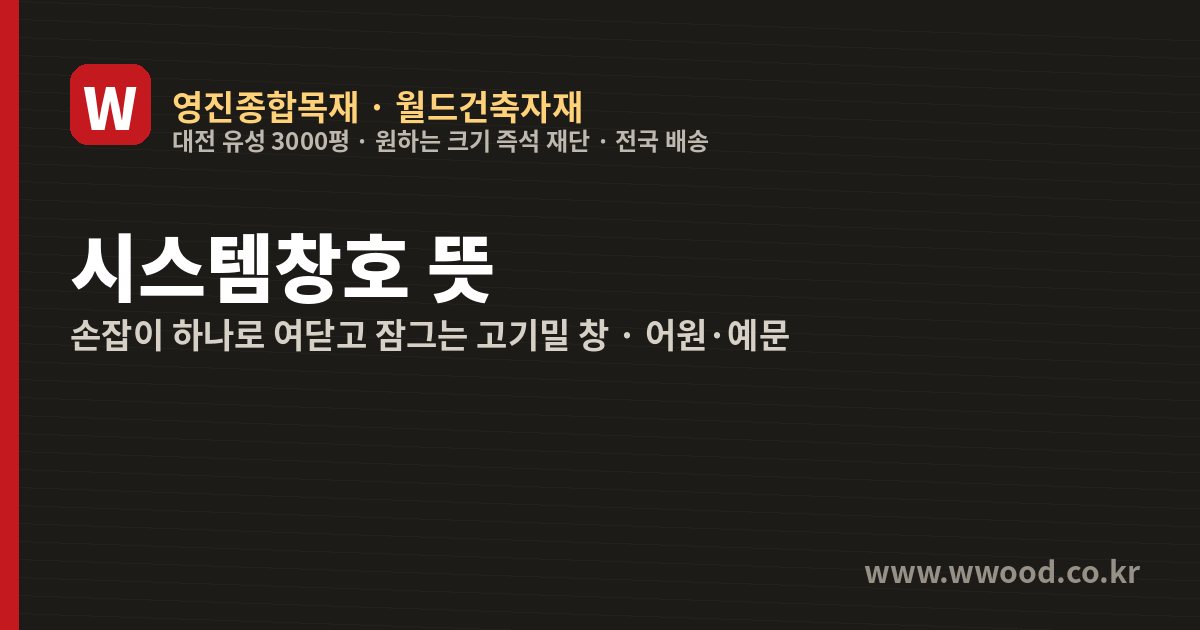 W
영진종합목재 · 월드건축자재
대전 유성 3000평 · 원하는 크기 즉석 재단 · 전국 배송
시스템창호 뜻
손잡이 하나로 여닫고 잠그는 고기밀 창 · 어원·예문
www.wwood.co.kr